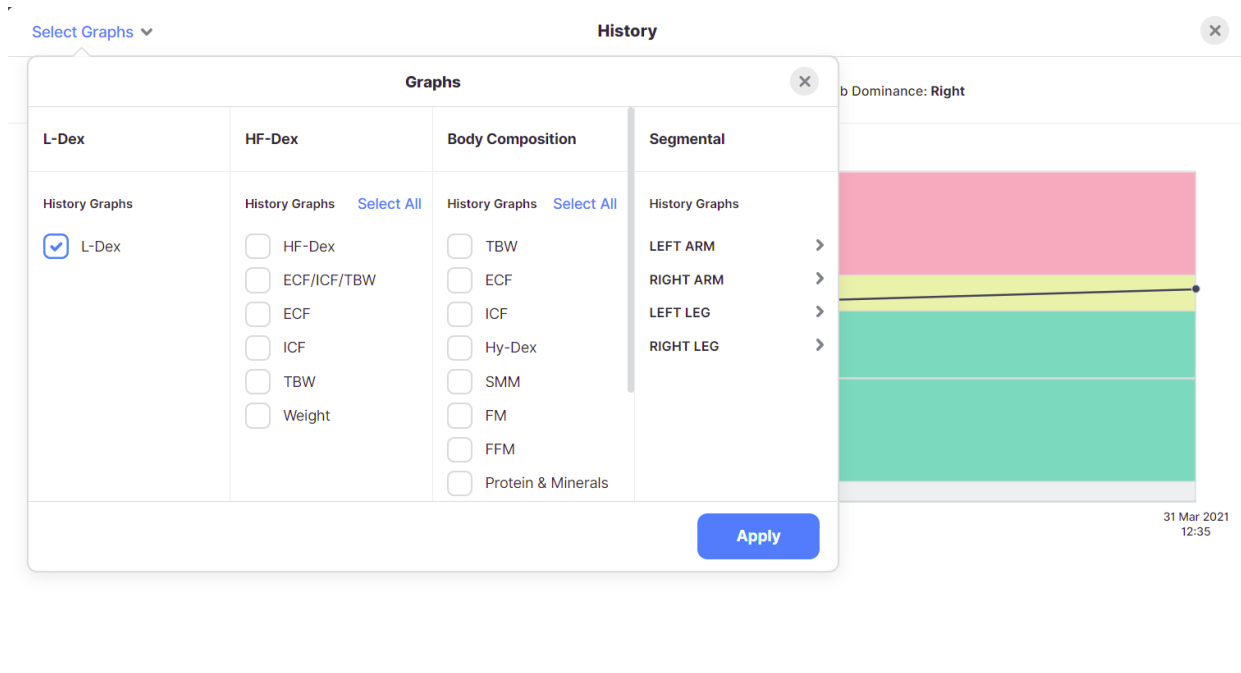 Select Graphs
History
Graphs
b Dominance: Right
L-Dex
HF-Dex
Body Composition
Segmental
History Graphs
History Graphs Select All
History Graphs Select All
History Graphs
L-Dex
HF-Dex
ECF/ICF/TBW
ECF
ICF
TBW
Weight
TBW
ECF
ICF
Hy-Dex
SMM
FM
FFM
Protein & Minerals
LEFT ARM
RIGHT ARM
LEFT LEG
RIGHT LEG
Apply
31 Mar 2021
12:35